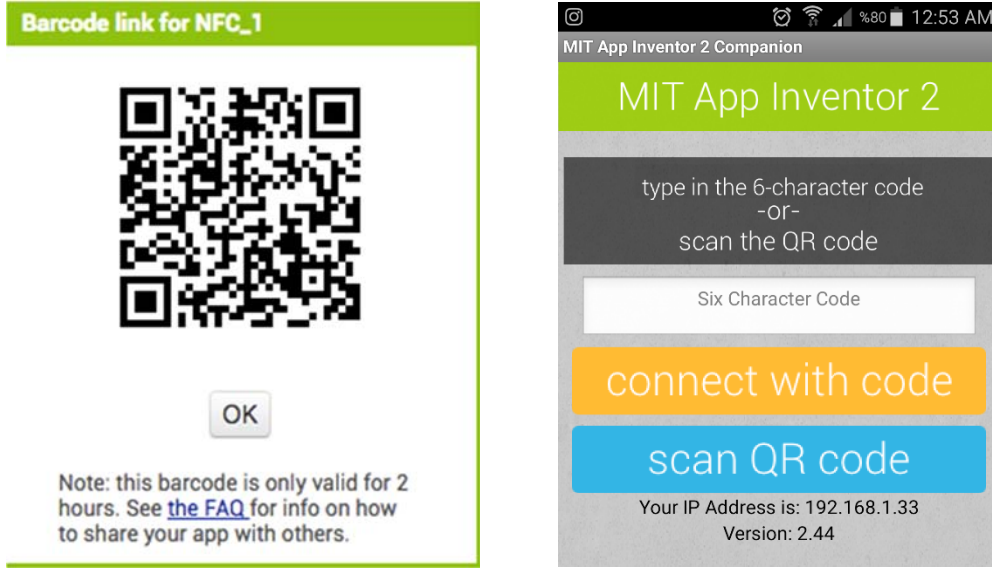 Barcode link for NFC_1
OK
Note: this barcode is only valid for 2
hours. See the FAQ for info on how
to share your app with others.
%80 12:53 AM
MIT App Inventor 2 Companion
MIT App Inventor 2
type in the 6-character code
-or-
scan the QR code
Six Character Code
connect with code
scan QR code
Your IP Address is: 192.168.1.33
Version: 2.44